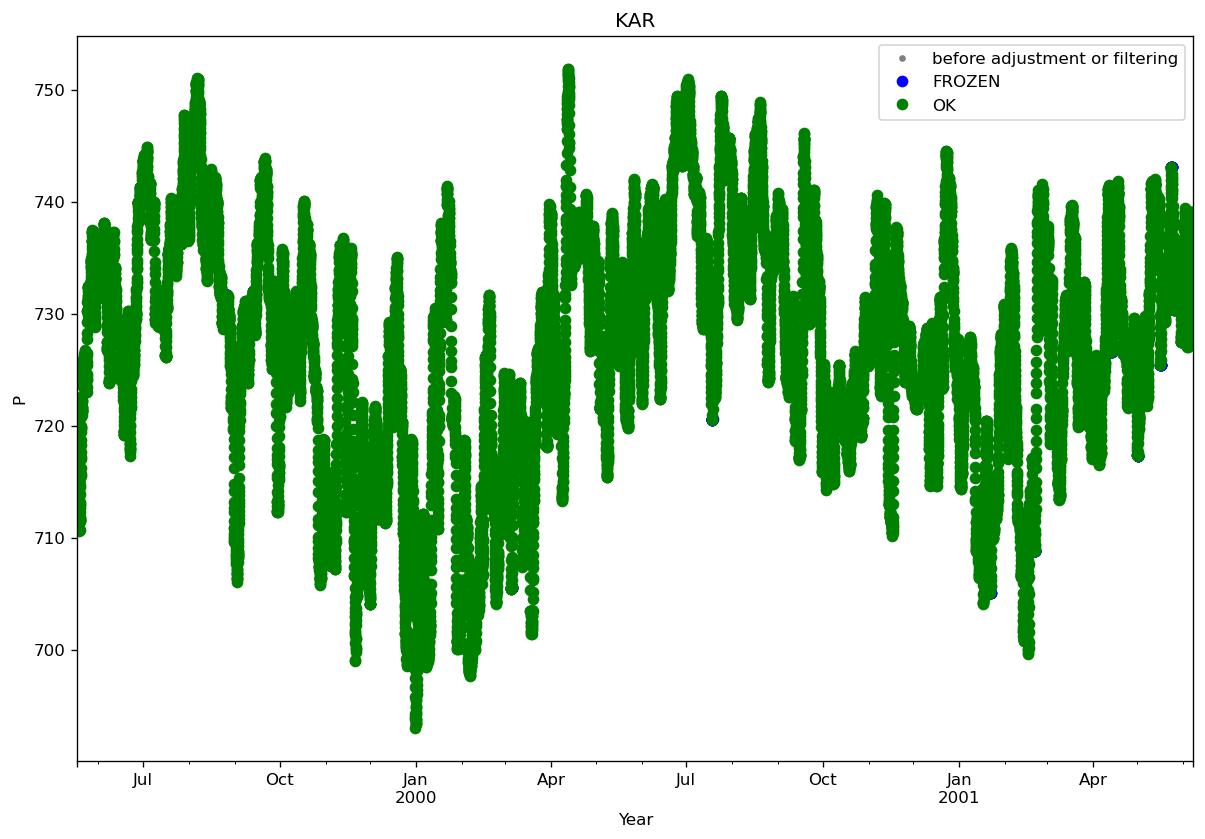 KAR
before adjustment or filtering
FROZEN
OK
750
740
730
720
710
700
P
Jul
Oct
Jan
2000
Apr
Jul
Oct
Jan
2001
Apr
Year